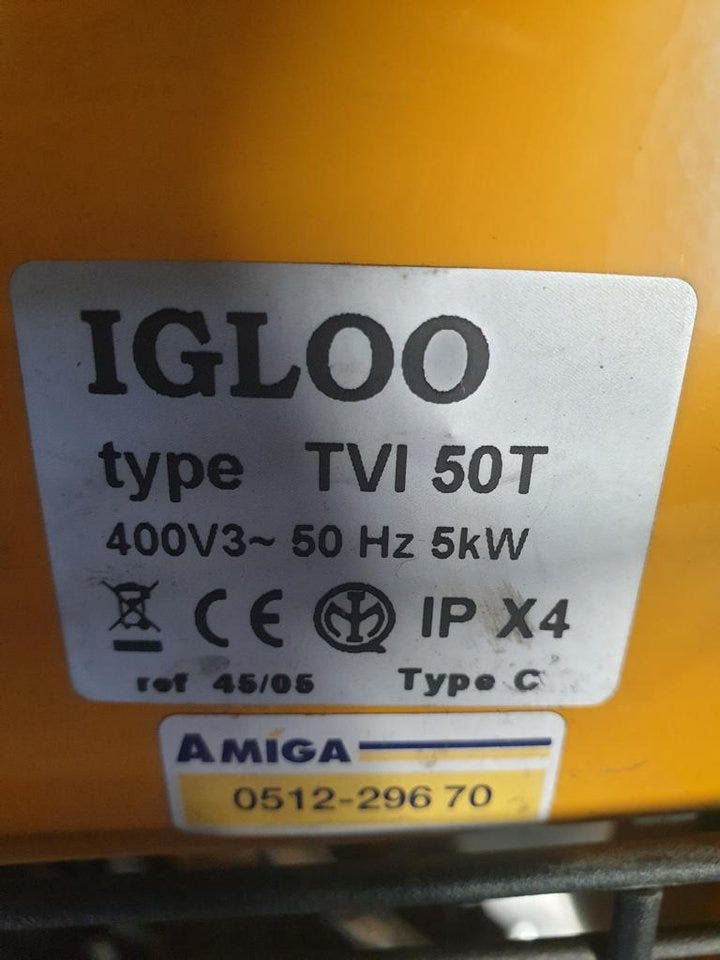 IGLOO
type TVI 50T
400V3~ 50 Hz 5kW
CE IP X4
ref 45/05 Type C
AMIGA
0512-296 70